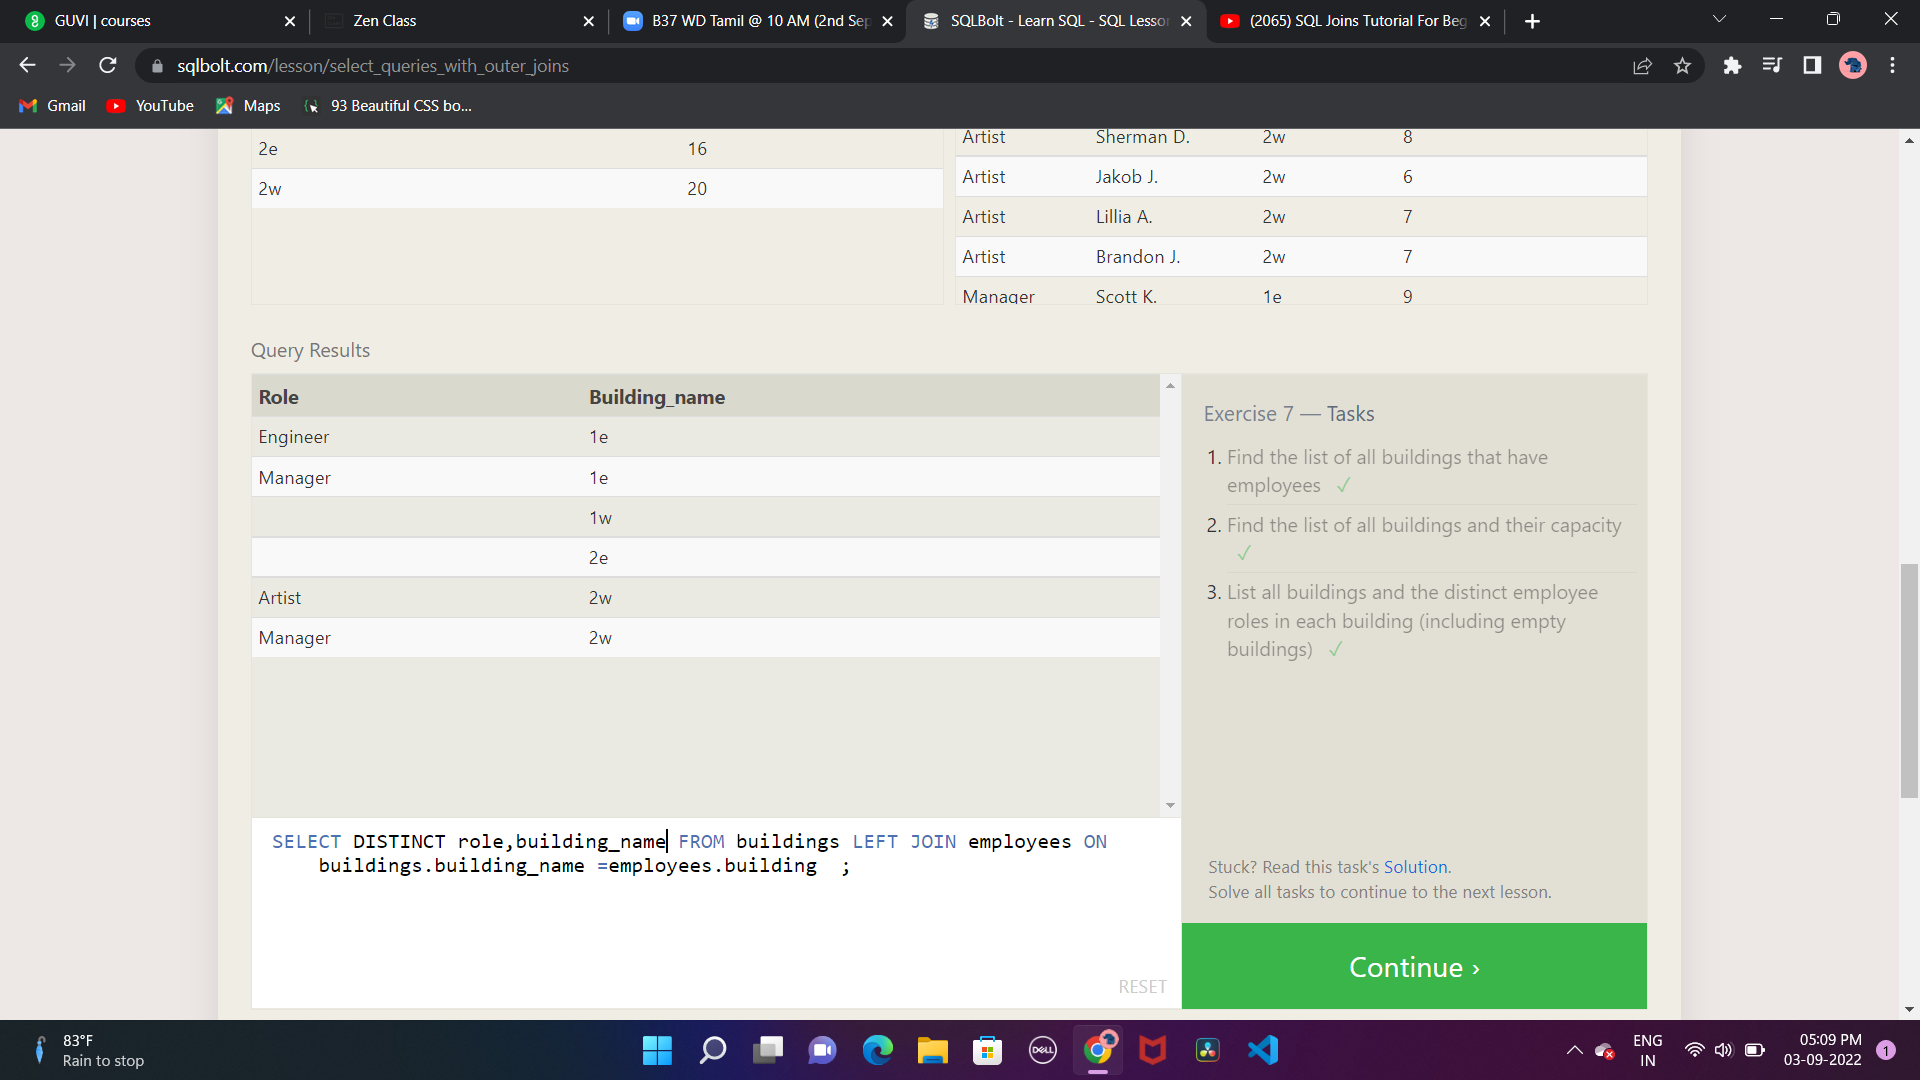 GUVI | courses
Zen Class
B37 WD Tamil @ 10 AM (2nd Sep
SQLBolt - Learn SQL - SQL Lesson
(2065) SQL Joins Tutorial For Beg
sqlbolt.com/lesson/select_queries_with_outer_joins
Gmail
YouTube
Maps
93 Beautiful CSS bo...
2e 16
2w 20
Artist Sherman D. 2w 8
Artist Jakob J. 2w 6
Artist Lillia A. 2w 7
Artist Brandon J. 2w 7
Manager Scott K. 1e 9
Query Results
Role Building_name
Engineer 1e
Manager 1e
1w
2e
Artist 2w
Manager 2w
SELECT DISTINCT role,building_name FROM buildings LEFT JOIN employees ON
buildings.building_name =employees.building ;
RESET
Exercise 7 — Tasks
1. Find the list of all buildings that have
employees ✓
2. Find the list of all buildings and their capacity
✓
3. List all buildings and the distinct employee
roles in each building (including empty
buildings) ✓
Stuck? Read this task's Solution.
Solve all tasks to continue to the next lesson.
Continue ›
83°F
Rain to stop
DELL
ENG
IN
05:09 PM
03-09-2022
1